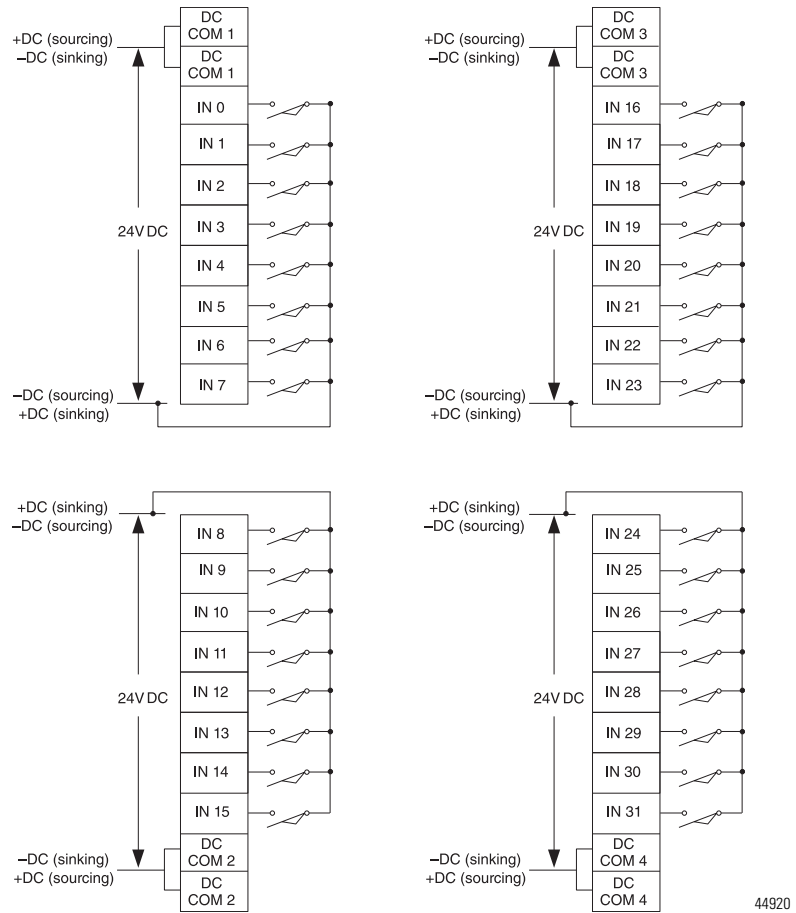 DC
COM 1
DC
COM 1
+DC (sourcing)
–DC (sinking)
IN 0
IN 1
IN 2
IN 3
24V DC
IN 4
IN 5
IN 6
IN 7
–DC (sourcing)
+DC (sinking)
DC
COM 3
DC
COM 3
+DC (sourcing)
–DC (sinking)
IN 16
IN 17
IN 18
IN 19
24V DC
IN 20
IN 21
IN 22
IN 23
–DC (sourcing)
+DC (sinking)
+DC (sinking)
–DC (sourcing)
IN 8
IN 9
IN 10
IN 11
IN 12
24V DC
IN 13
IN 14
IN 15
DC
COM 2
DC
COM 2
–DC (sinking)
+DC (sourcing)
+DC (sinking)
–DC (sourcing)
IN 24
IN 25
IN 26
IN 27
IN 28
24V DC
IN 29
IN 30
IN 31
DC
COM 4
DC
COM 4
–DC (sinking)
+DC (sourcing)
44920